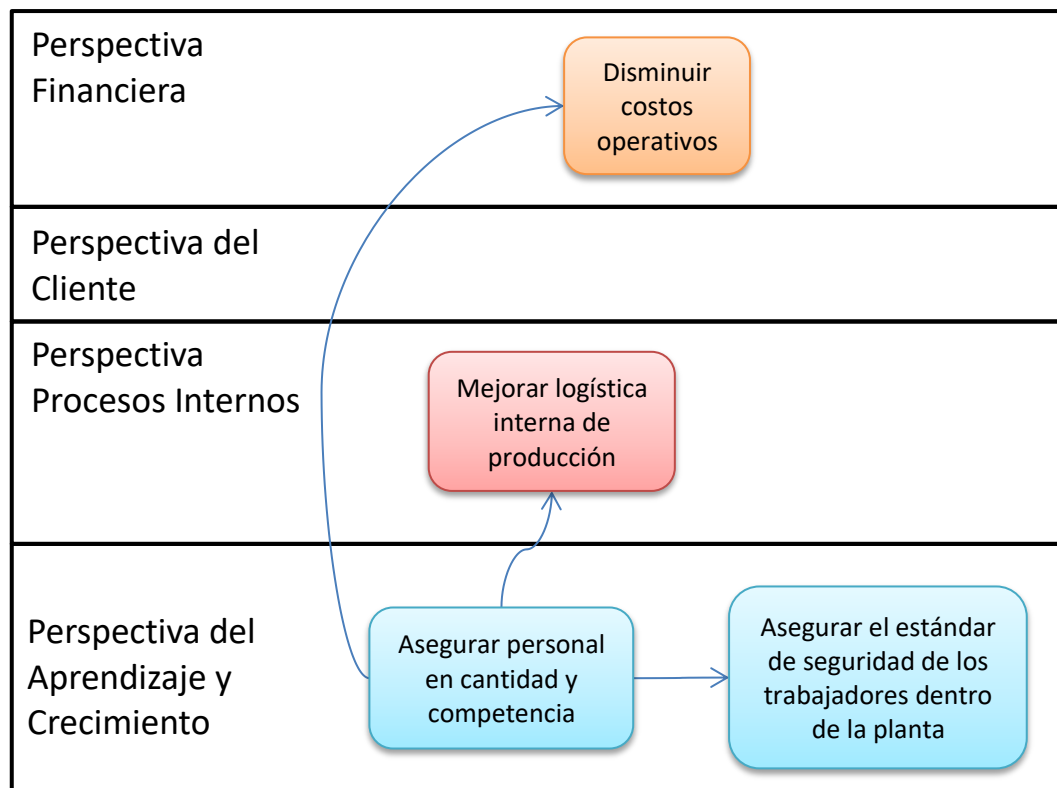 Perspectiva
Financiera
Disminuir
costos
operativos
Perspectiva del
Cliente
Perspectiva
Procesos Internos
Mejorar logística
interna de
producción
Perspectiva del
Aprendizaje y
Crecimiento
Asegurar personal
en cantidad y
competencia
Asegurar el estándar
de seguridad de los
trabajadores dentro
de la planta